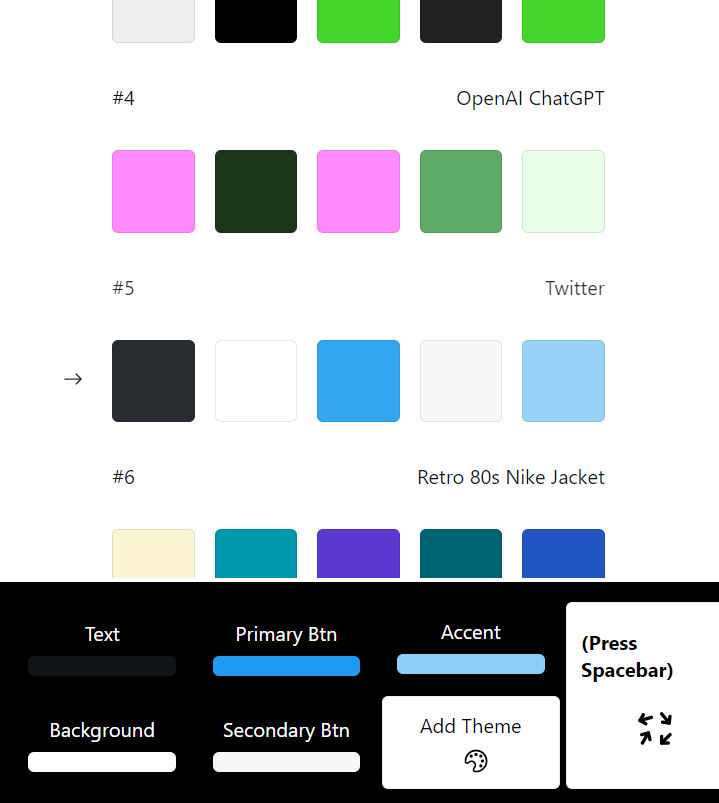 #4 OpenAI ChatGPT
#5 Twitter
#6 Retro 80s Nike Jacket
Text
Primary Btn
Accent
(Press
Spacebar)
Background
Secondary Btn
Add Theme